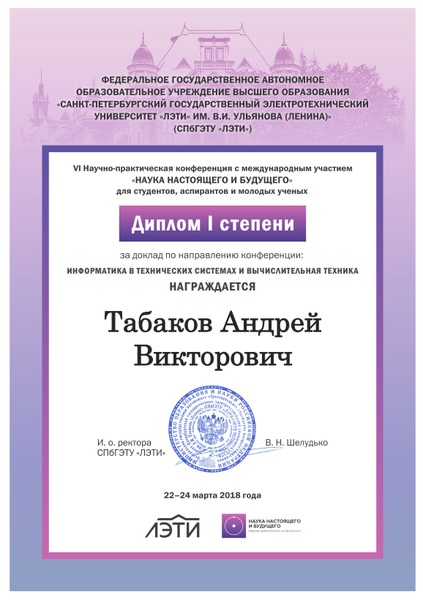 ФЕДЕРАЛЬНОЕ ГОСУДАРСТВЕННОЕ АВТОНОМНОЕ
ОБРАЗОВАТЕЛЬНОЕ УЧРЕЖДЕНИЕ ВЫСШЕГО ОБРАЗОВАНИЯ
«САНКТ-ПЕТЕРБУРГСКИЙ ГОСУДАРСТВЕННЫЙ ЭЛЕКТРОТЕХНИЧЕСКИЙ
УНИВЕРСИТЕТ «ЛЭТИ» ИМ. В.И. УЛЬЯНОВА (ЛЕНИНА)»
(СПбГЭТУ «ЛЭТИ»)
VI Научно-практическая конференция с международным участием
«НАУКА НАСТОЯЩЕГО И БУДУЩЕГО»
для студентов, аспирантов и молодых ученых
Диплом I степени
за доклад по направлению конференции:
ИНФОРМАТИКА В ТЕХНИЧЕСКИХ СИСТЕМАХ И ВЫЧИСЛИТЕЛЬНАЯ ТЕХНИКА
НАГРАЖДАЕТСЯ
Табаков Андрей
Викторович
И. о. ректора
СПбГЭТУ «ЛЭТИ»
В. Н. Шелудько
22–24 марта 2018 года
ЛЭТИ
НАУКА НАСТОЯЩЕГО
И БУДУЩЕГО